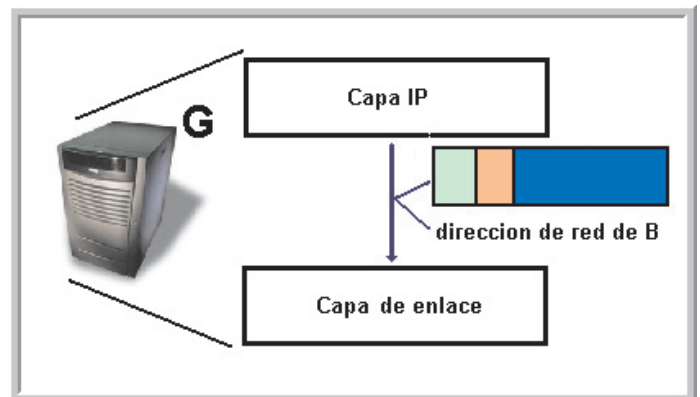 Capa IP
G
direccion de red de B
Capa de enlace